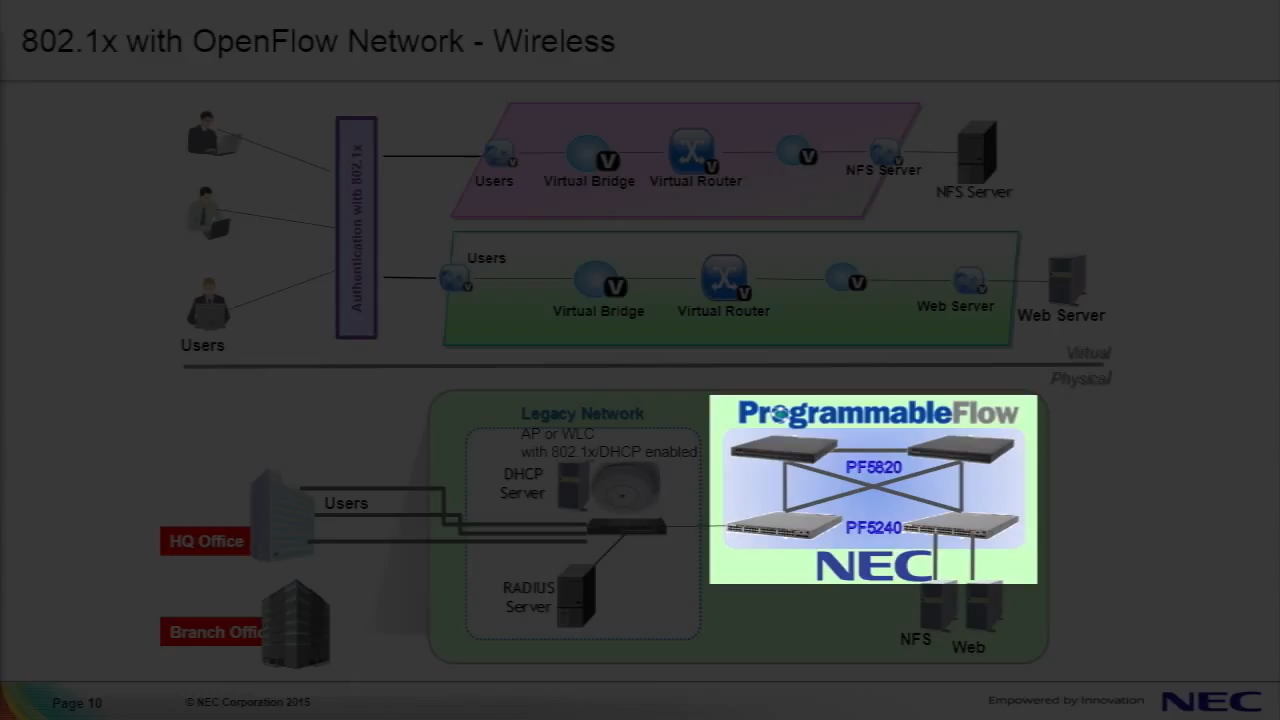 802.1x with OpenFlow Network - Wireless
Authentication with 802.1x
Users
Virtual Bridge
Virtual Router
NFS Server
NFS Server
Users
Virtual Bridge
Virtual Router
Web Server
Web Server
Users
Virtual
Physical
Legacy Network
AP or WLC
with 802.1x/DHCP enabled
DHCP
Server
ProgrammableFlow
PF5820
PF5240
NEC
Users
HQ Office
RADIUS
Server
Branch Offic
NFS
Web
Page 10
© NEC Corporation 2015
Empowered by Innovation
NEC